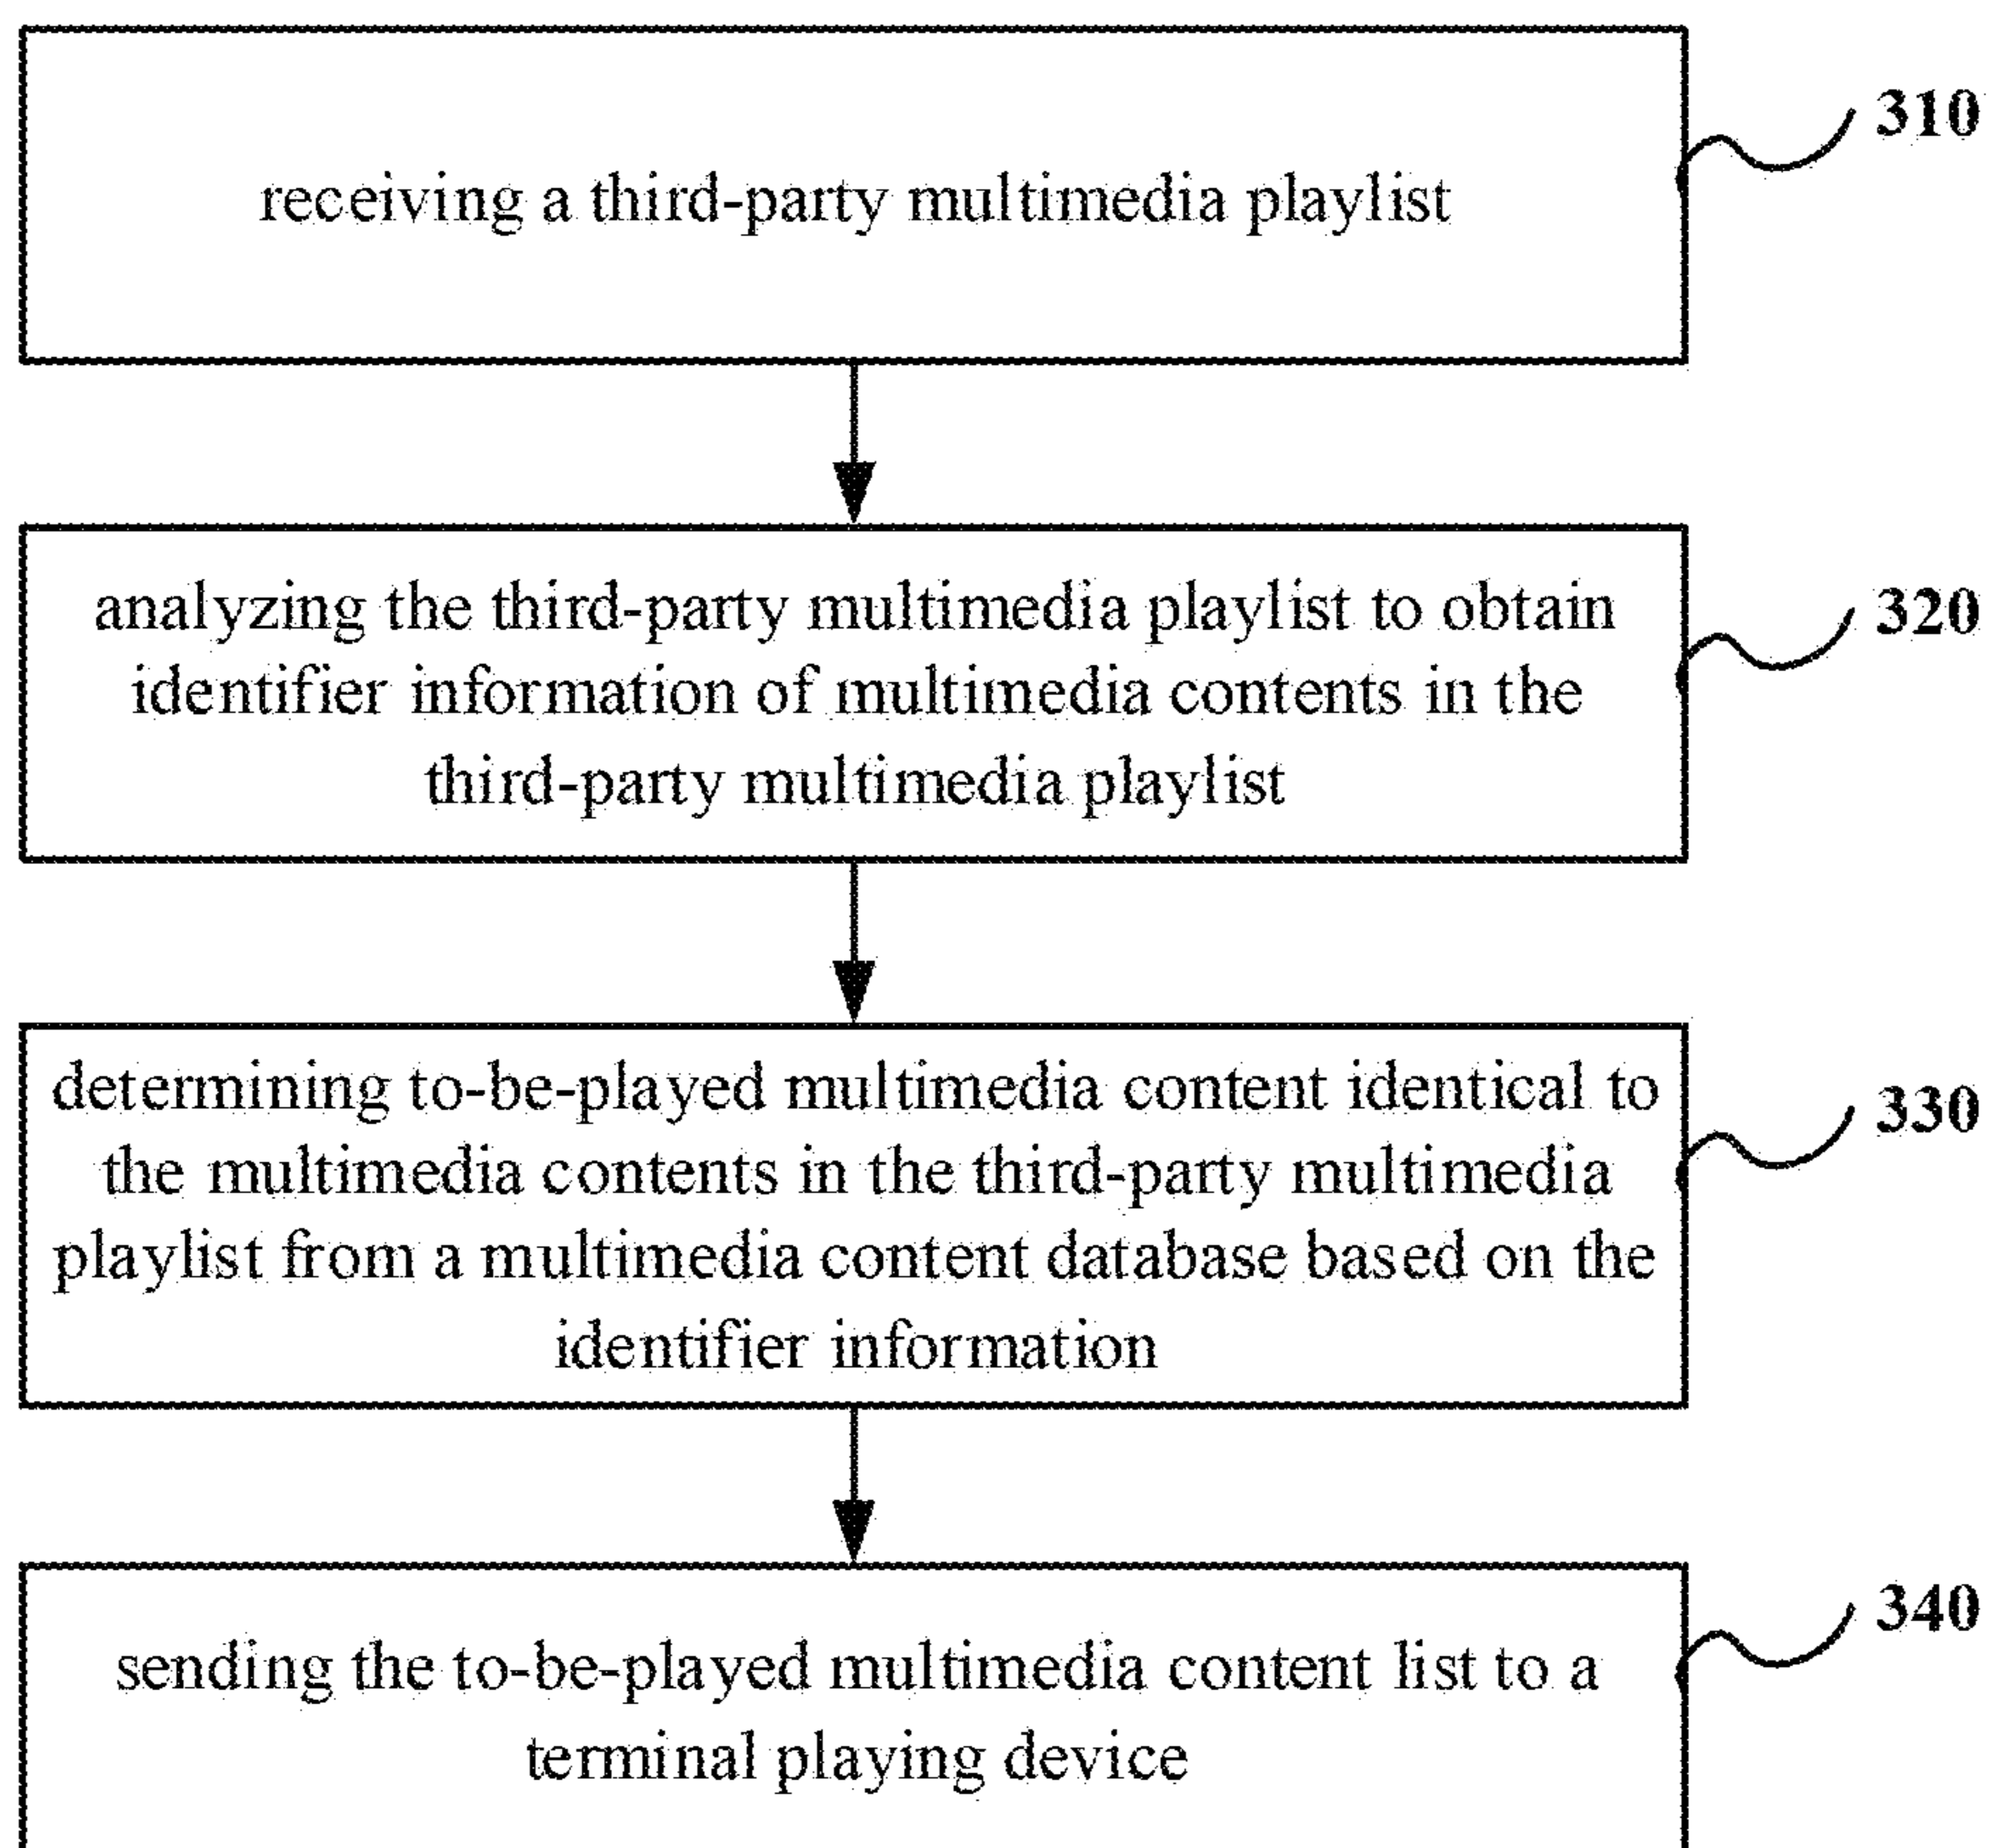 receiving a third-party multimedia playlist
310
analyzing the third-party multimedia playlist to obtain
identifier information of multimedia contents in the
third-party multimedia playlist
320
determining to-be-played multimedia content identical to
the multimedia contents in the third-party multimedia
playlist from a multimedia content database based on the
identifier information
330
sending the to-be-played multimedia content list to a
terminal playing device
340